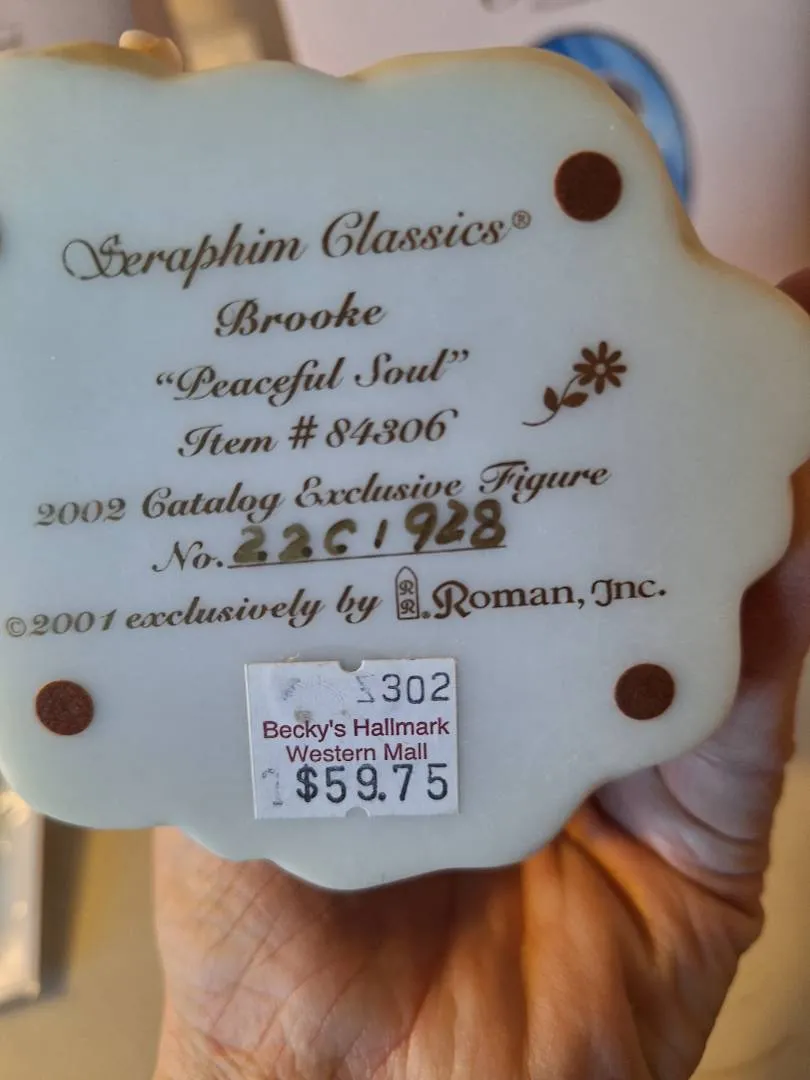 Seraphim Classics®
Brooke
“Peaceful Soul”
Item # 84306
2002 Catalog Exclusive Figure
No. 22C1928
©2001 exclusively by RR. Roman, Inc.
302
Becky's Hallmark
Western Mall
$59.75